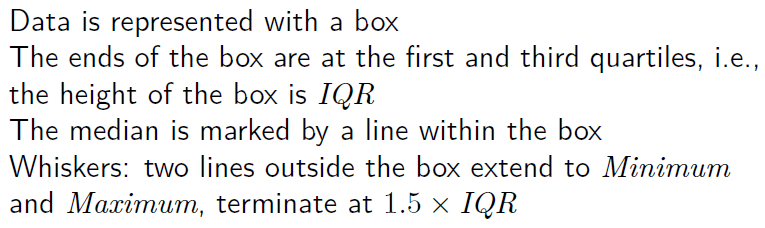 Data is represented with a box
The ends of the box are at the first and third quartiles, i.e.,
the height of the box is IQR
The median is marked by a line within the box
Whiskers: two lines outside the box extend to Minimum
and Maximum, terminate at 1.5 × IQR